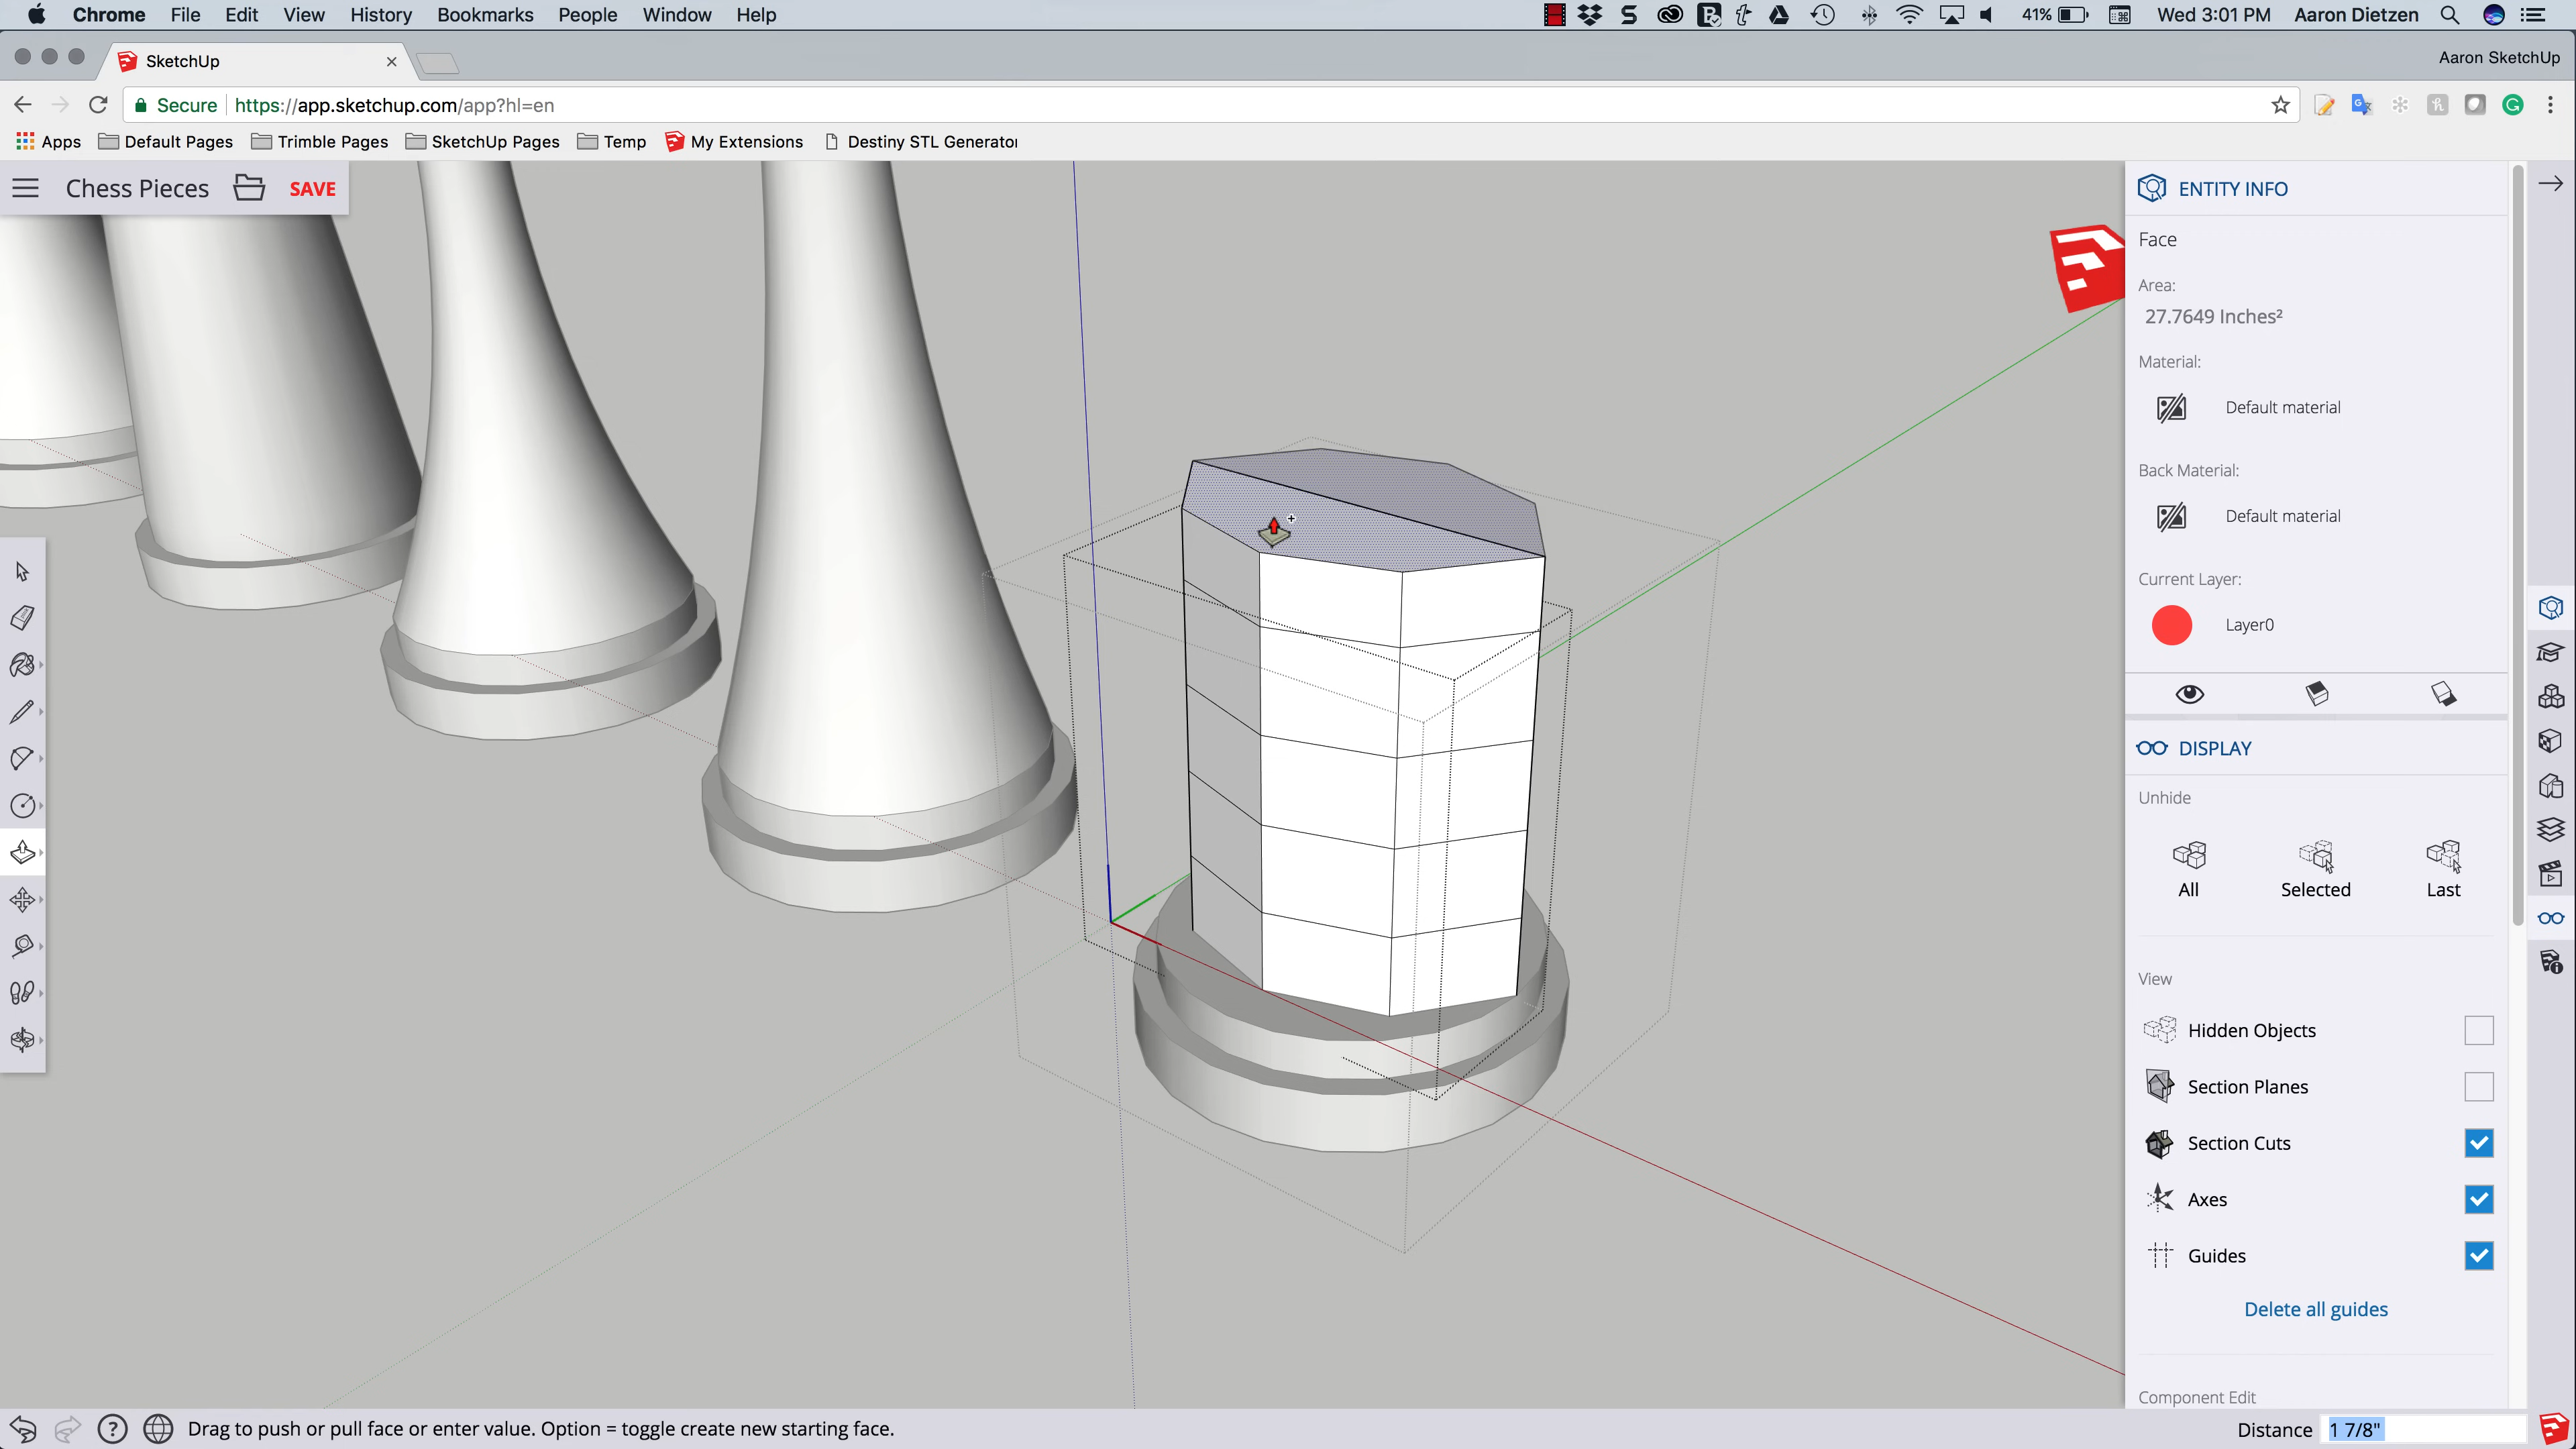 Chrome File Edit View History Bookmarks People Window Help 41% Wed 3:01 PM Aaron Dietzen
SketchUp Aaron SketchUp
Secure https://app.sketchup.com/app?hl=en
Apps Default Pages Trimble Pages SketchUp Pages Temp My Extensions Destiny STL Generator
Chess Pieces SAVE
ENTITY INFO
Face
Area:
27.7649 Inches²
Material:
Default material
Back Material:
Default material
Current Layer:
Layer0
DISPLAY
Unhide
All Selected Last
View
Hidden Objects
Section Planes
Section Cuts
Axes
Guides
Delete all guides
Component Edit
Drag to push or pull face or enter value. Option = toggle create new starting face. Distance 1 7/8"